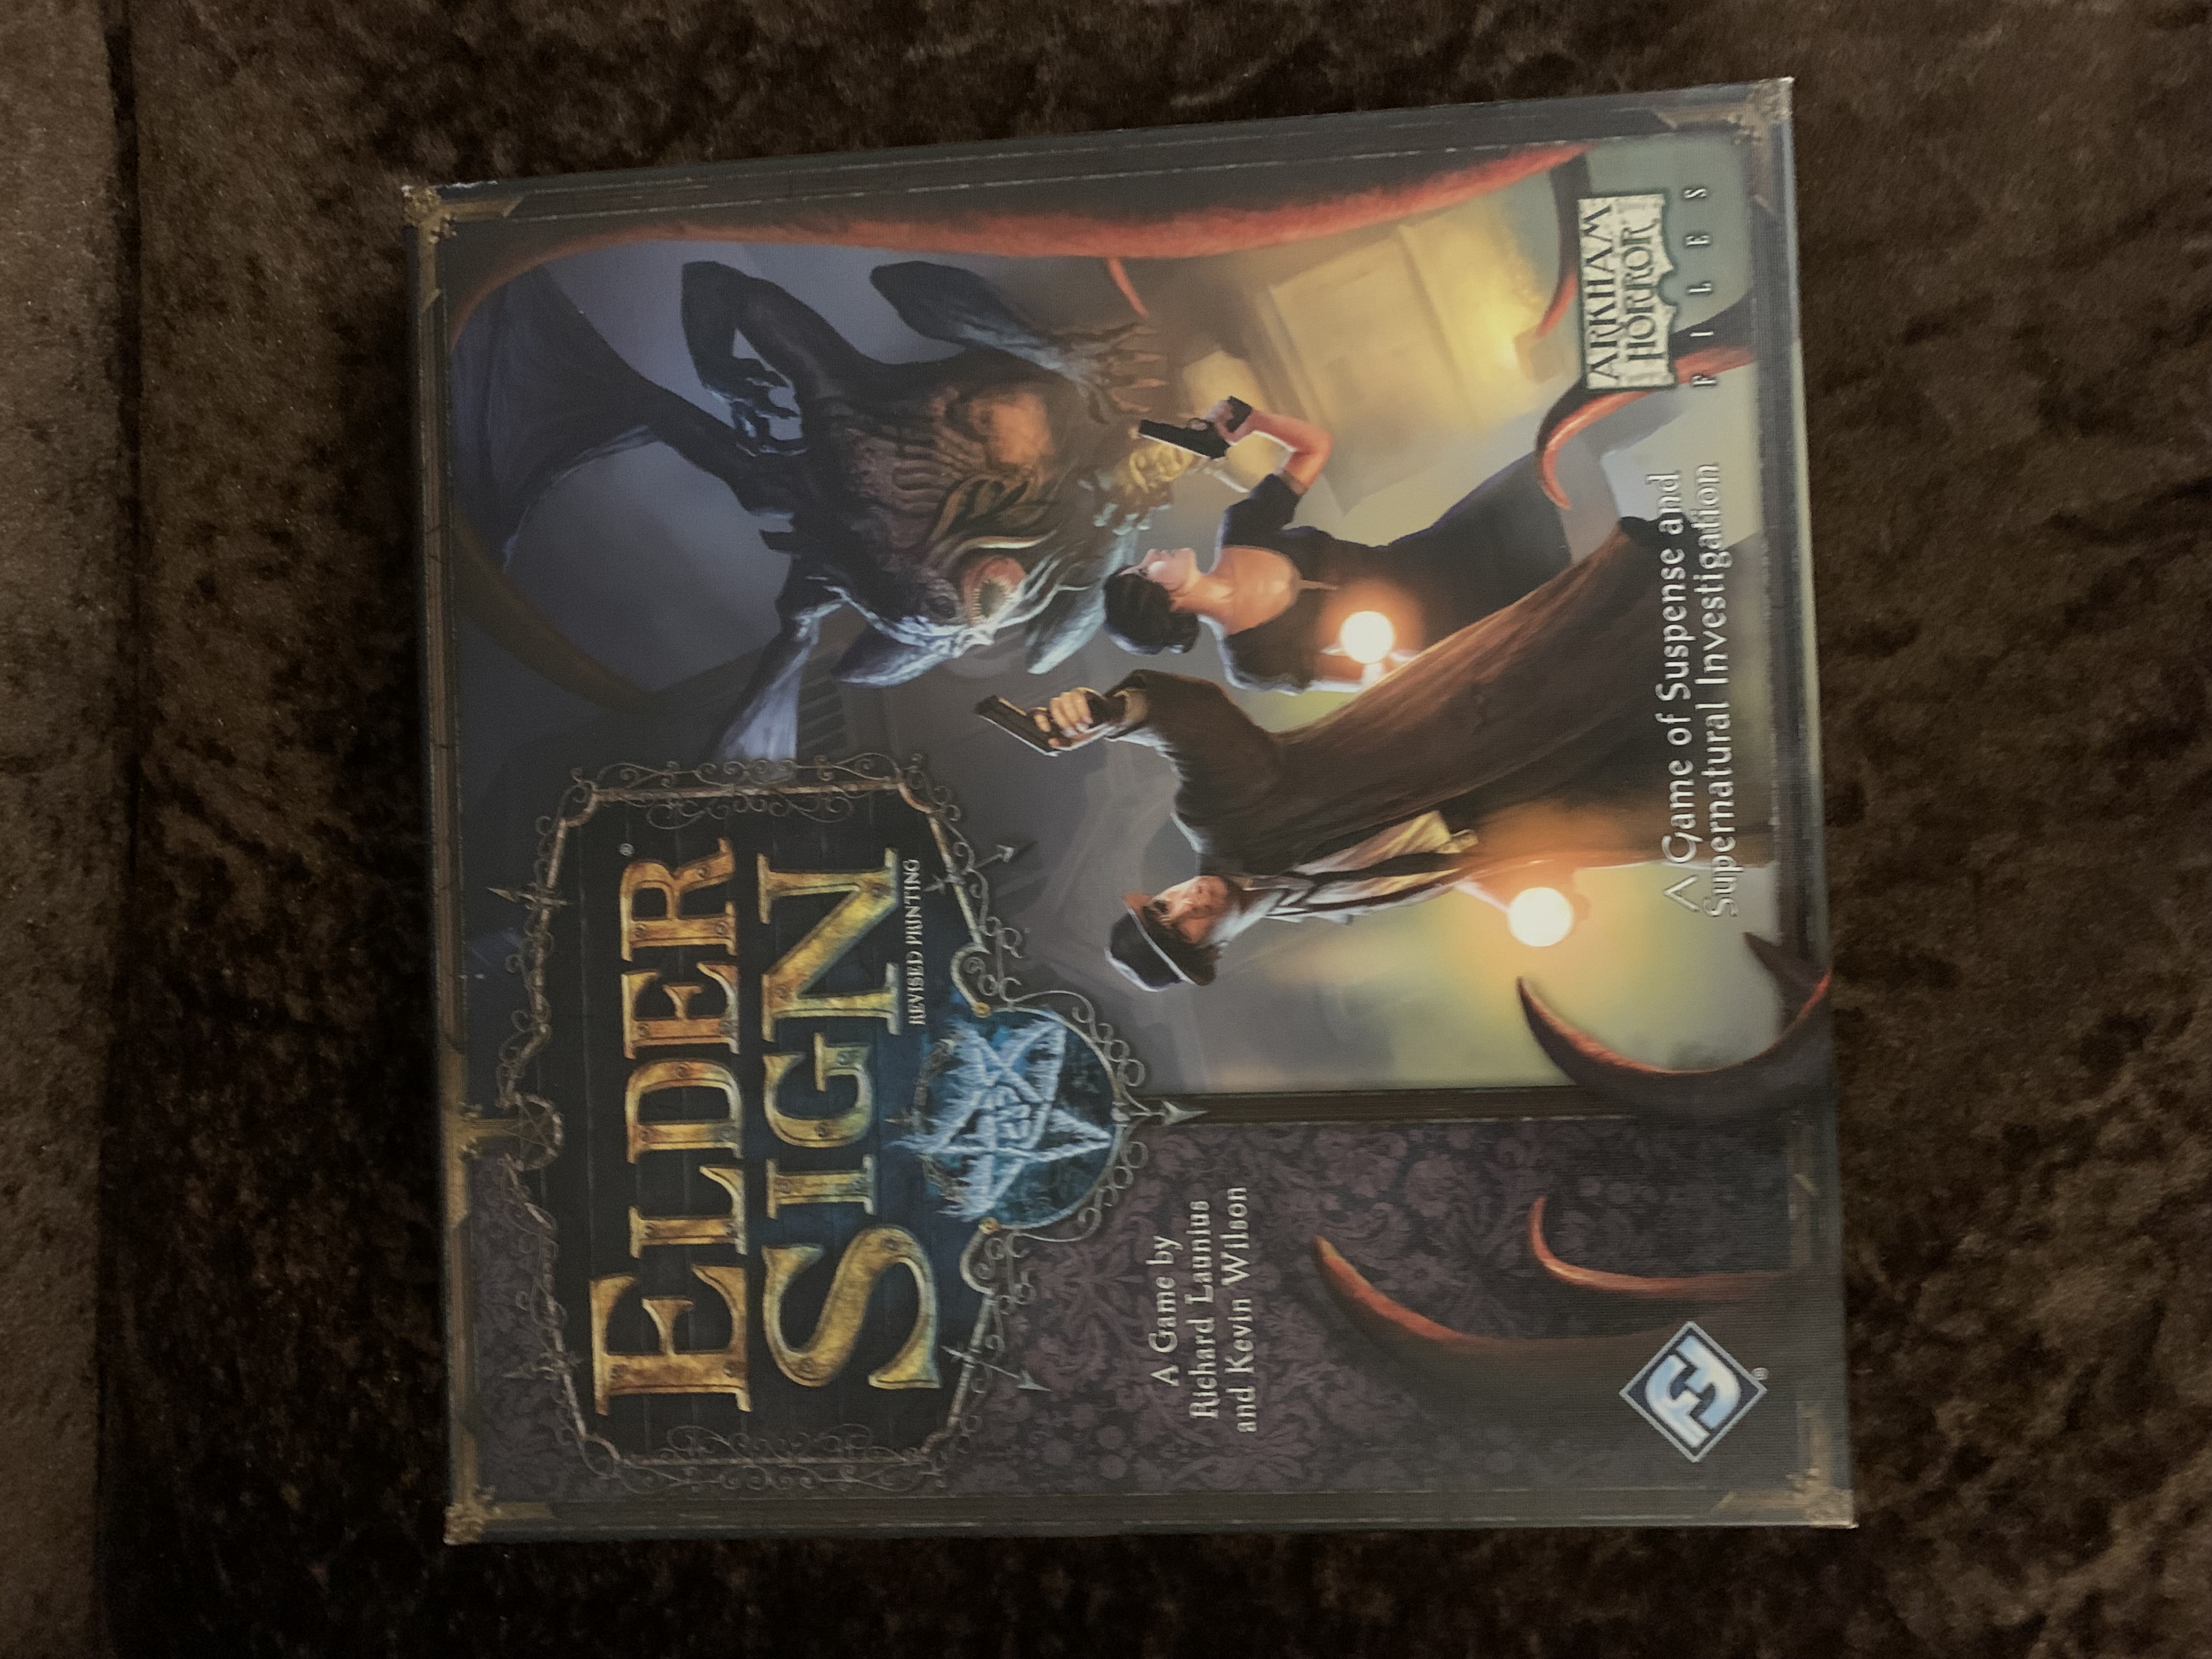 ELDER®
SIGN
REVISED PRINTING
A Game by
Richard Launius
and Kevin Wilson
A Game of Suspense and
Supernatural Investigation
ARKHAM
HORROR
FILES
FF®